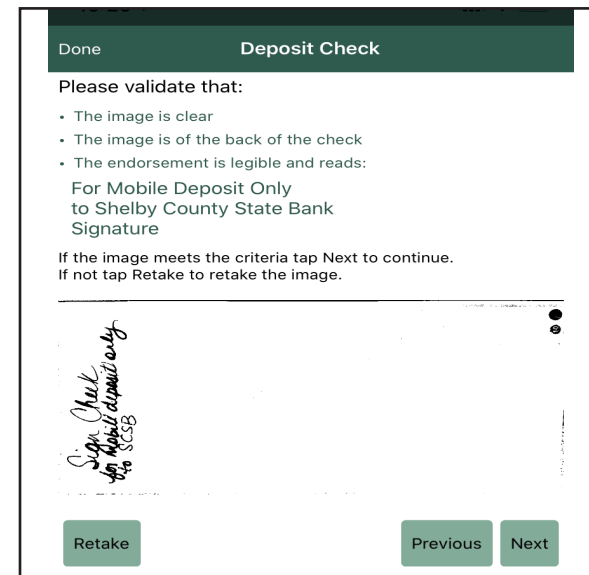 Done
Deposit Check
Please validate that:
• The image is clear
• The image is of the back of the check
• The endorsement is legible and reads:
For Mobile Deposit Only
to Shelby County State Bank
Signature
If the image meets the criteria tap Next to continue.
If not tap Retake to retake the image.
Sign Check
for Mobile deposit only
to SCSB
Retake
Previous
Next